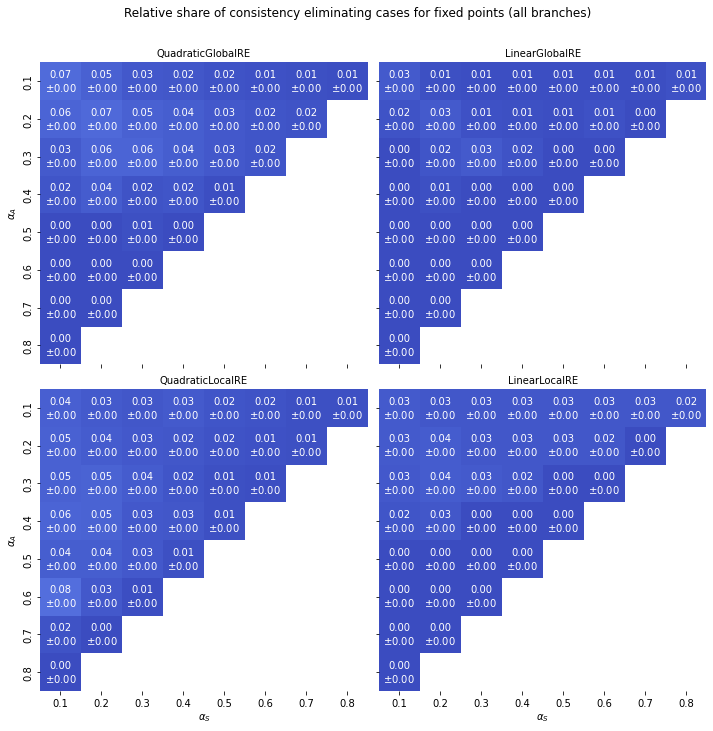 Relative share of consistency eliminating cases for fixed points (all branches)
QuadraticGlobalRE
0.1 0.07 0.05 0.03 0.02 0.02 0.01 0.01 0.01
±0.00 ±0.00 ±0.00 ±0.00 ±0.00 ±0.00 ±0.00 ±0.00
0.2 0.06 0.07 0.05 0.04 0.03 0.02 0.02
±0.00 ±0.00 ±0.00 ±0.00 ±0.00 ±0.00 ±0.00
0.3 0.03 0.06 0.06 0.04 0.03 0.02
±0.00 ±0.00 ±0.00 ±0.00 ±0.00 ±0.00
0.4 0.02 0.04 0.02 0.02 0.01
±0.00 ±0.00 ±0.00 ±0.00 ±0.00
0.5 0.00 0.00 0.01 0.00
±0.00 ±0.00 ±0.00 ±0.00
0.6 0.00 0.00 0.00
±0.00 ±0.00 ±0.00
0.7 0.00 0.00
±0.00 ±0.00
0.8 0.00
±0.00
α_A
LinearGlobalRE
0.03 0.01 0.01 0.01 0.01 0.01 0.01 0.01
±0.00 ±0.00 ±0.00 ±0.00 ±0.00 ±0.00 ±0.00 ±0.00
0.02 0.03 0.01 0.01 0.01 0.01 0.00
±0.00 ±0.00 ±0.00 ±0.00 ±0.00 ±0.00 ±0.00
0.00 0.02 0.03 0.02 0.00 0.00
±0.00 ±0.00 ±0.00 ±0.00 ±0.00 ±0.00
0.00 0.01 0.00 0.00 0.00
±0.00 ±0.00 ±0.00 ±0.00 ±0.00
0.00 0.00 0.00 0.00
±0.00 ±0.00 ±0.00 ±0.00
0.00 0.00 0.00
±0.00 ±0.00 ±0.00
0.00 0.00
±0.00 ±0.00
0.00
±0.00
QuadraticLocalRE
0.1 0.04 0.03 0.03 0.03 0.02 0.02 0.01 0.01
±0.00 ±0.00 ±0.00 ±0.00 ±0.00 ±0.00 ±0.00 ±0.00
0.2 0.05 0.04 0.03 0.02 0.02 0.01 0.01
±0.00 ±0.00 ±0.00 ±0.00 ±0.00 ±0.00 ±0.00
0.3 0.05 0.05 0.04 0.02 0.01 0.01
±0.00 ±0.00 ±0.00 ±0.00 ±0.00 ±0.00
0.4 0.06 0.05 0.03 0.03 0.01
±0.00 ±0.00 ±0.00 ±0.00 ±0.00
0.5 0.04 0.04 0.03 0.01
±0.00 ±0.00 ±0.00 ±0.00
0.6 0.08 0.03 0.01
±0.00 ±0.00 ±0.00
0.7 0.02 0.00
±0.00 ±0.00
0.8 0.00
±0.00
α_A
0.1 0.2 0.3 0.4 0.5 0.6 0.7 0.8
α_S
LinearLocalRE
0.03 0.03 0.03 0.03 0.03 0.03 0.03 0.02
±0.00 ±0.00 ±0.00 ±0.00 ±0.00 ±0.00 ±0.00 ±0.00
0.03 0.04 0.03 0.03 0.03 0.02 0.00
±0.00 ±0.00 ±0.00 ±0.00 ±0.00 ±0.00 ±0.00
0.03 0.04 0.03 0.02 0.00 0.00
±0.00 ±0.00 ±0.00 ±0.00 ±0.00 ±0.00
0.02 0.03 0.00 0.00 0.00
±0.00 ±0.00 ±0.00 ±0.00 ±0.00
0.00 0.00 0.00 0.00
±0.00 ±0.00 ±0.00 ±0.00
0.00 0.00 0.00
±0.00 ±0.00 ±0.00
0.00 0.00
±0.00 ±0.00
0.00
±0.00
0.1 0.2 0.3 0.4 0.5 0.6 0.7 0.8
α_S